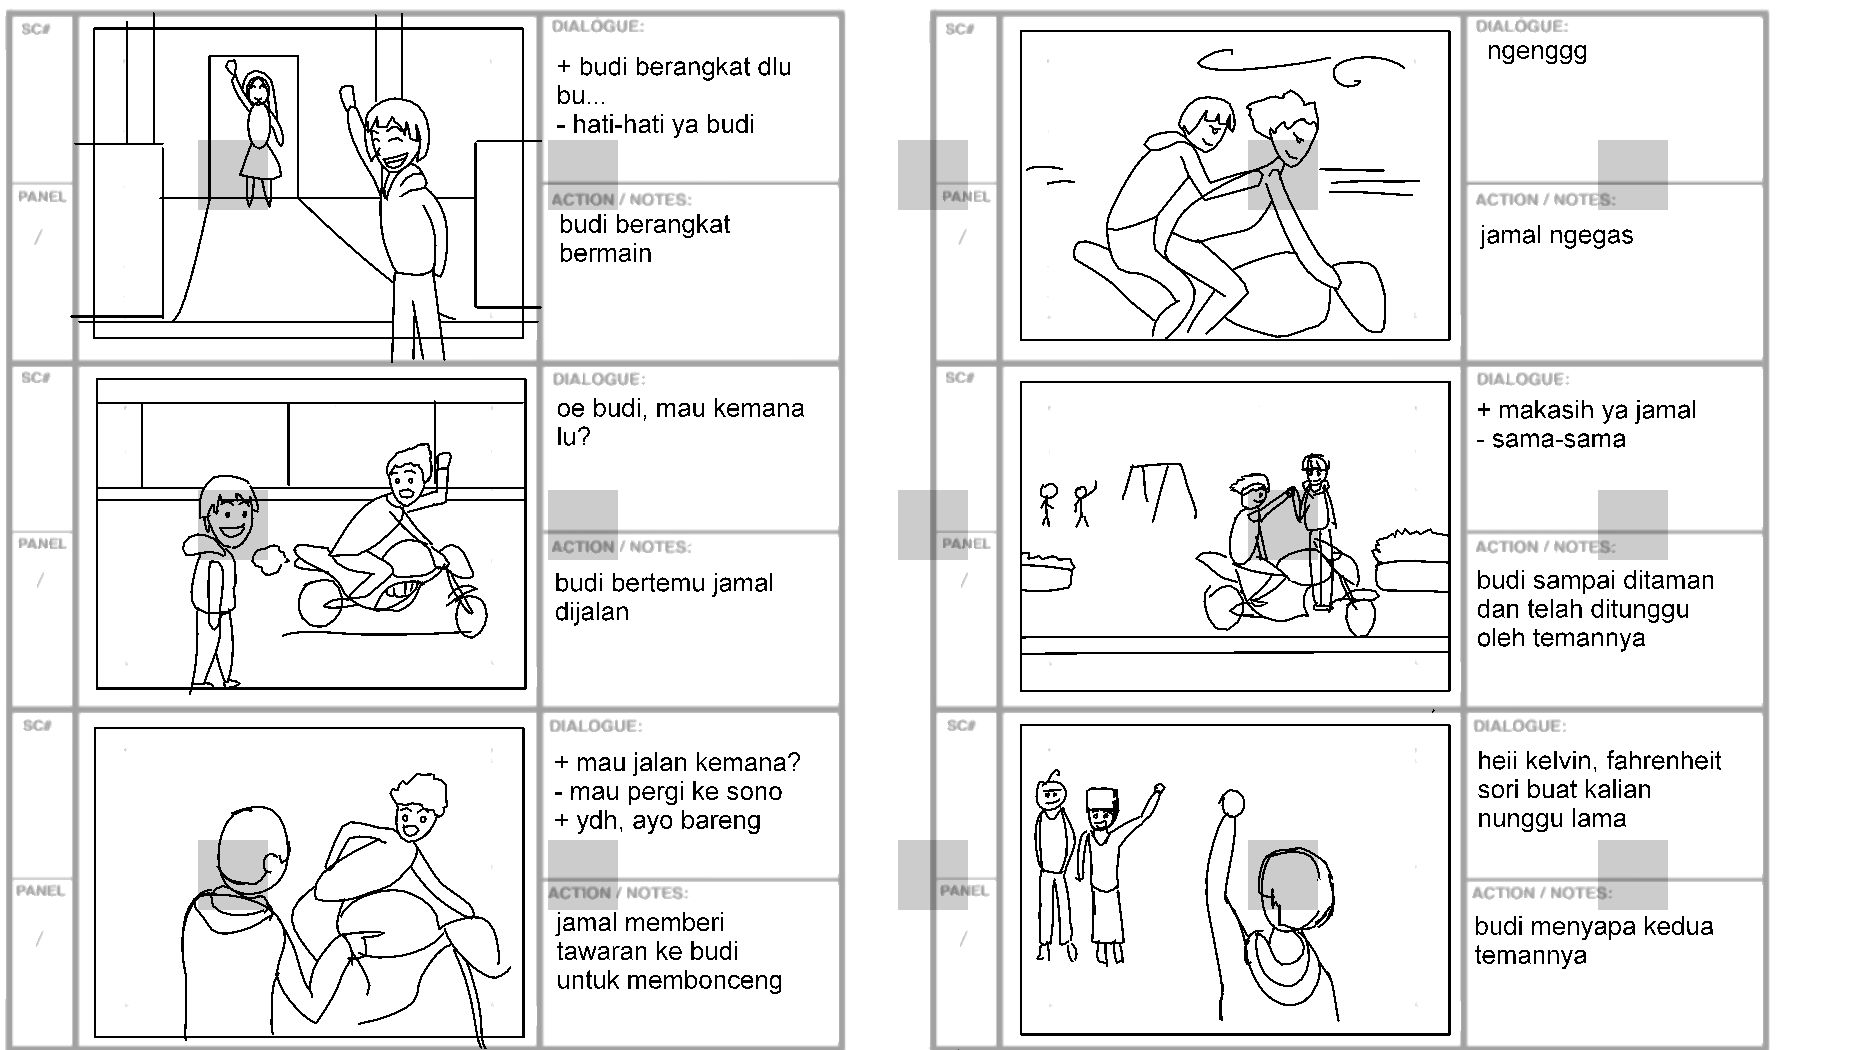 SC#
DIALOGUE:
+ budi berangkat dlu
bu...
- hati-hati ya budi
PANEL
/
ACTION / NOTES:
budi berangkat
bermain
SC#
DIALOGUE:
oe budi, mau kemana
lu?
PANEL
/
ACTION / NOTES:
budi bertemu jamal
dijalan
SC#
DIALOGUE:
+ mau jalan kemana?
- mau pergi ke sono
+ ydh, ayo bareng
PANEL
/
ACTION / NOTES:
jamal memberi
tawaran ke budi
untuk membonceng
SC#
DIALOGUE:
ngenggg
PANEL
/
ACTION / NOTES:
jamal ngegas
SC#
DIALOGUE:
+ makasih ya jamal
- sama-sama
PANEL
/
ACTION / NOTES:
budi sampai ditaman
dan telah ditunggu
oleh temannya
SC#
DIALOGUE:
heii kelvin, fahrenheit
sori buat kalian
nunggu lama
PANEL
/
ACTION / NOTES:
budi menyapa kedua
temannya